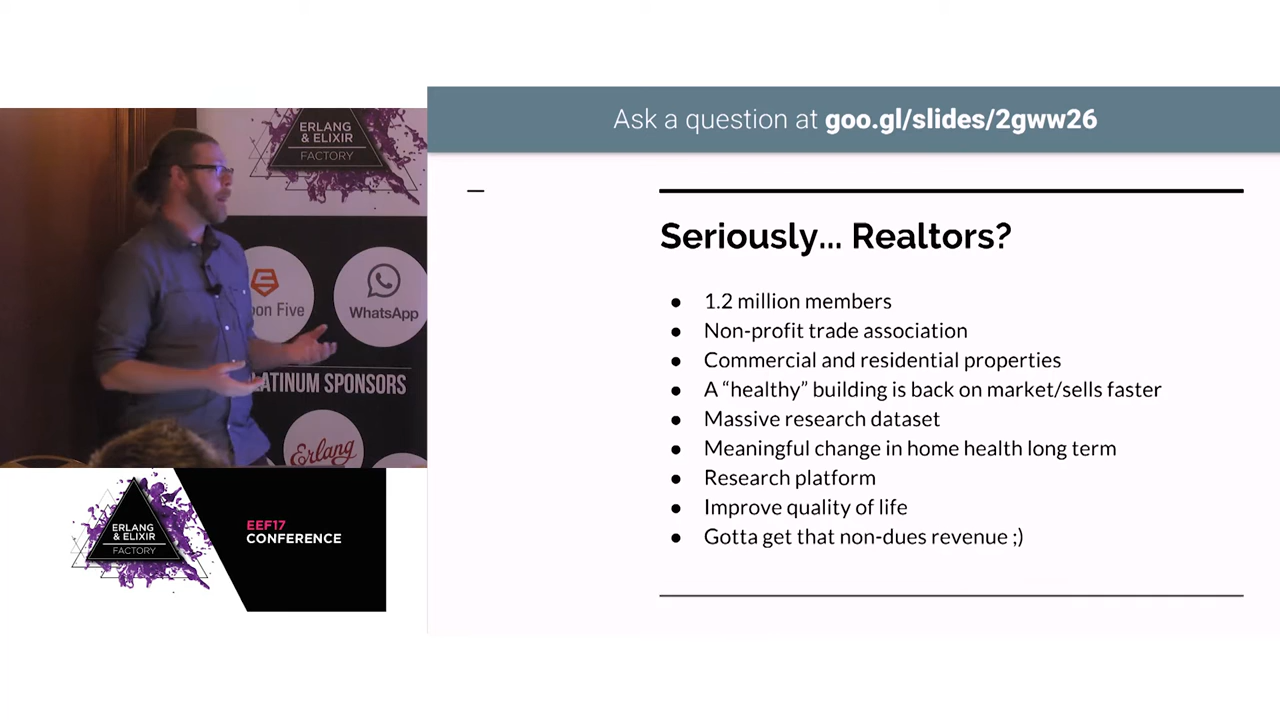 Ask a question at goo.gl/slides/2gww26
ERLANG
& ELIXIR
FACTORY
on Five
WhatsApp
LATINUM SPONSORS
Erlang
ERLANG
& ELIXIR
FACTORY
EEF17
CONFERENCE
Seriously... Realtors?
● 1.2 million members
● Non-profit trade association
● Commercial and residential properties
● A “healthy” building is back on market/sells faster
● Massive research dataset
● Meaningful change in home health long term
● Research platform
● Improve quality of life
● Gotta get that non-dues revenue ;)